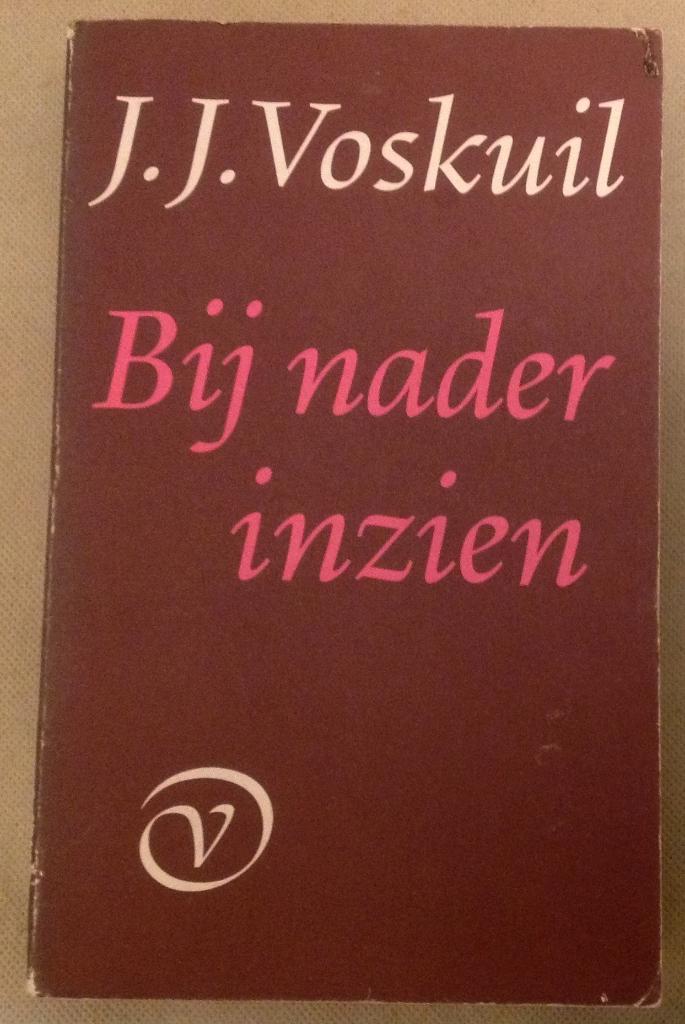 J.J. Voskuil
Bij nader
inzien
V